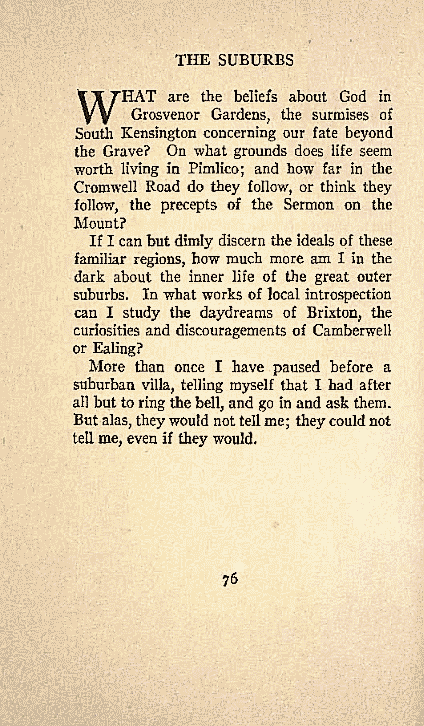 THE SUBURBS
WHAT are the beliefs about God in
Grosvenor Gardens, the surmises of
South Kensington concerning our fate beyond
the Grave? On what grounds does life seem
worth living in Pimlico; and how far in the
Cromwell Road do they follow, or think they
follow, the precepts of the Sermon on the
Mount?
If I can but dimly discern the ideals of these
familiar regions, how much more am I in the
dark about the inner life of the great outer
suburbs. In what works of local introspection
can I study the daydreams of Brixton, the
curiosities and discouragements of Camberwell
or Ealing?
More than once I have paused before a
suburban villa, telling myself that I had after
all but to ring the bell, and go in and ask them.
But alas, they would not tell me; they could not
tell me, even if they would.
76